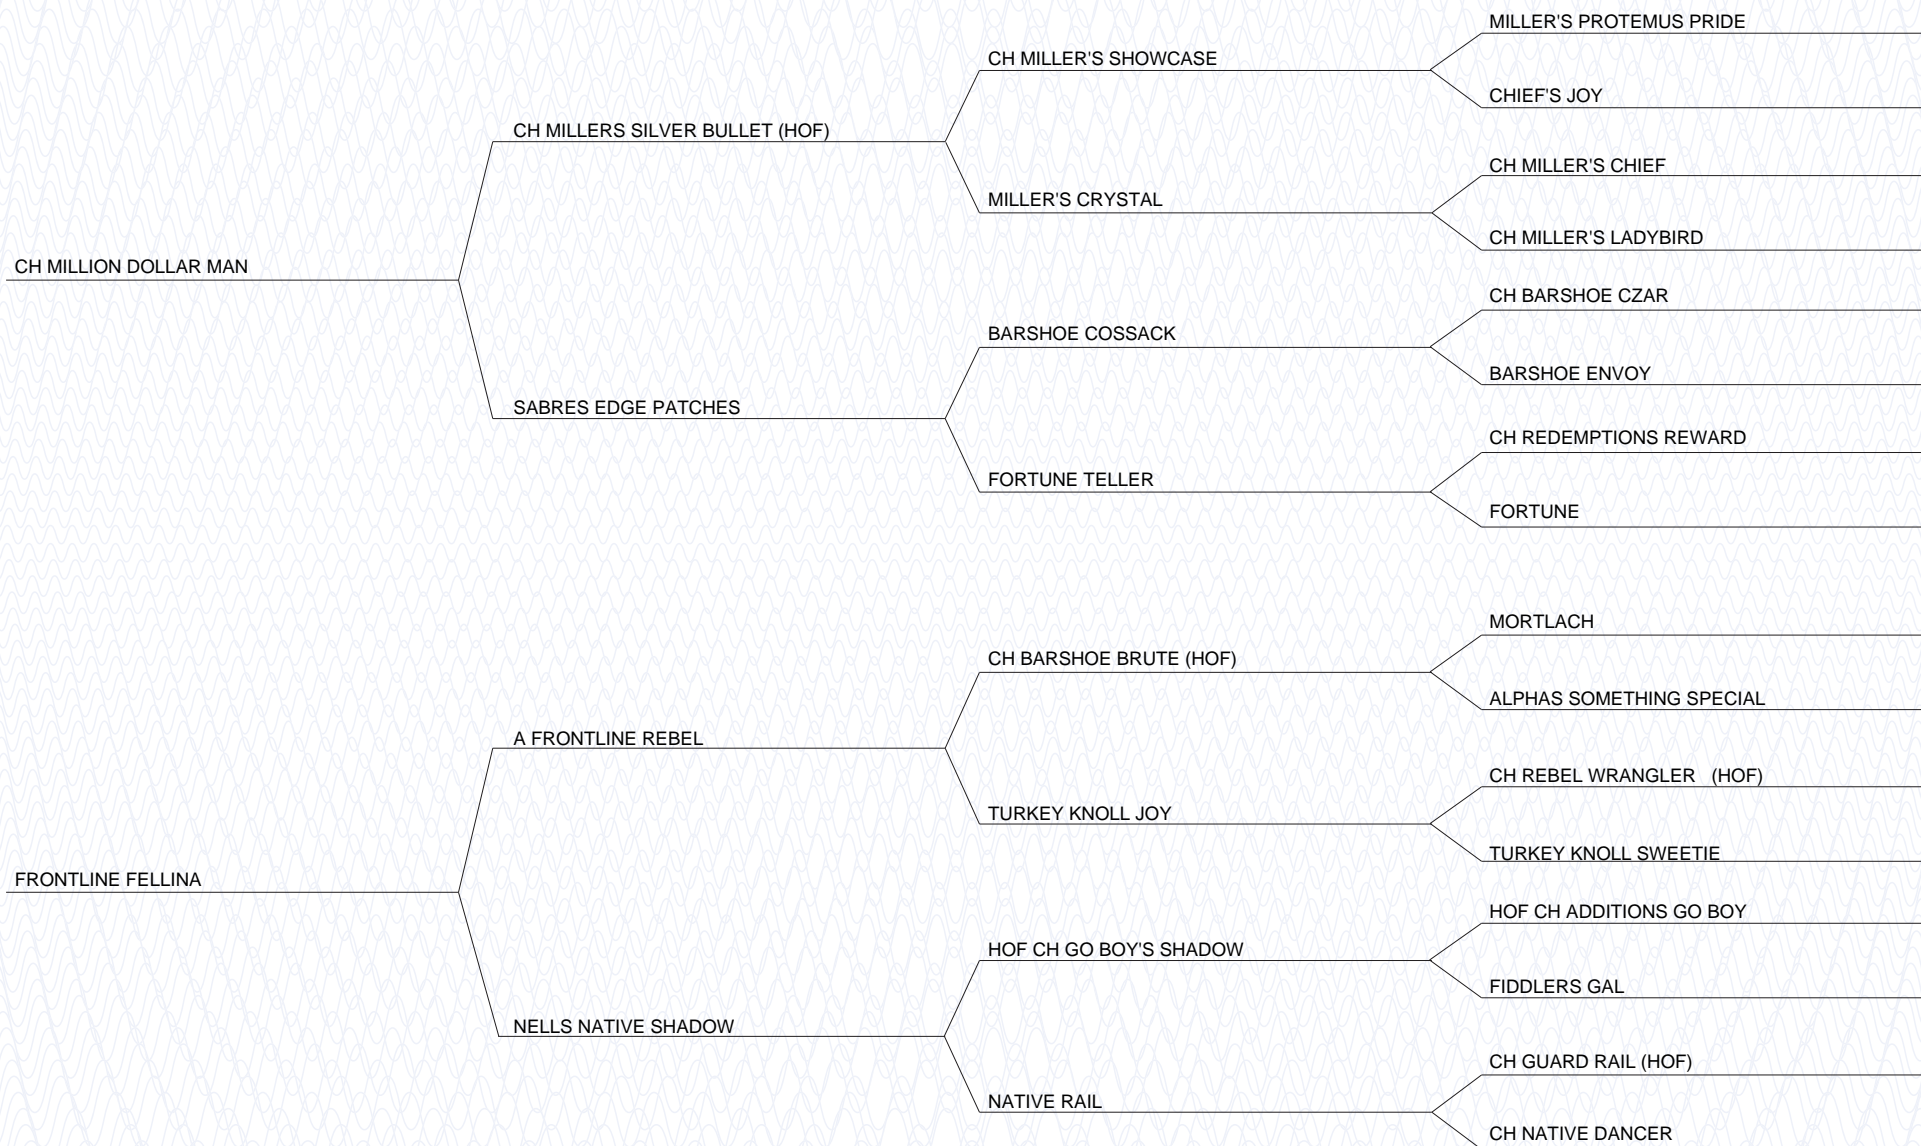 MILLER'S PROTEMUS PRIDE
CH MILLER'S SHOWCASE
CHIEF'S JOY
CH MILLERS SILVER BULLET (HOF)
CH MILLER'S CHIEF
MILLER'S CRYSTAL
CH MILLER'S LADYBIRD
CH MILLION DOLLAR MAN
CH BARSHOE CZAR
BARSHOE COSSACK
BARSHOE ENVOY
SABRES EDGE PATCHES
CH REDEMPTIONS REWARD
FORTUNE TELLER
FORTUNE
MORTLACH
CH BARSHOE BRUTE (HOF)
ALPHAS SOMETHING SPECIAL
A FRONTLINE REBEL
CH REBEL WRANGLER (HOF)
TURKEY KNOLL JOY
TURKEY KNOLL SWEETIE
FRONTLINE FELLINA
HOF CH ADDITIONS GO BOY
HOF CH GO BOY'S SHADOW
FIDDLERS GAL
NELLS NATIVE SHADOW
CH GUARD RAIL (HOF)
NATIVE RAIL
CH NATIVE DANCER